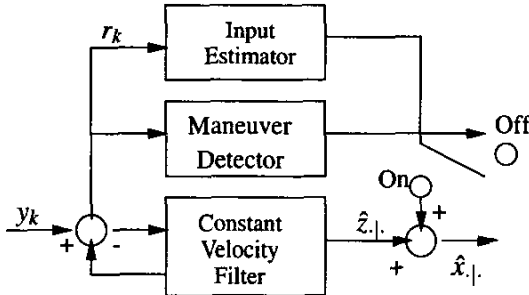 r_k
Input
Estimator
Maneuver
Detector
Off
On
+
y_k
+
-
Constant
Velocity
Filter
ẑ.|.
+
x̂.|.